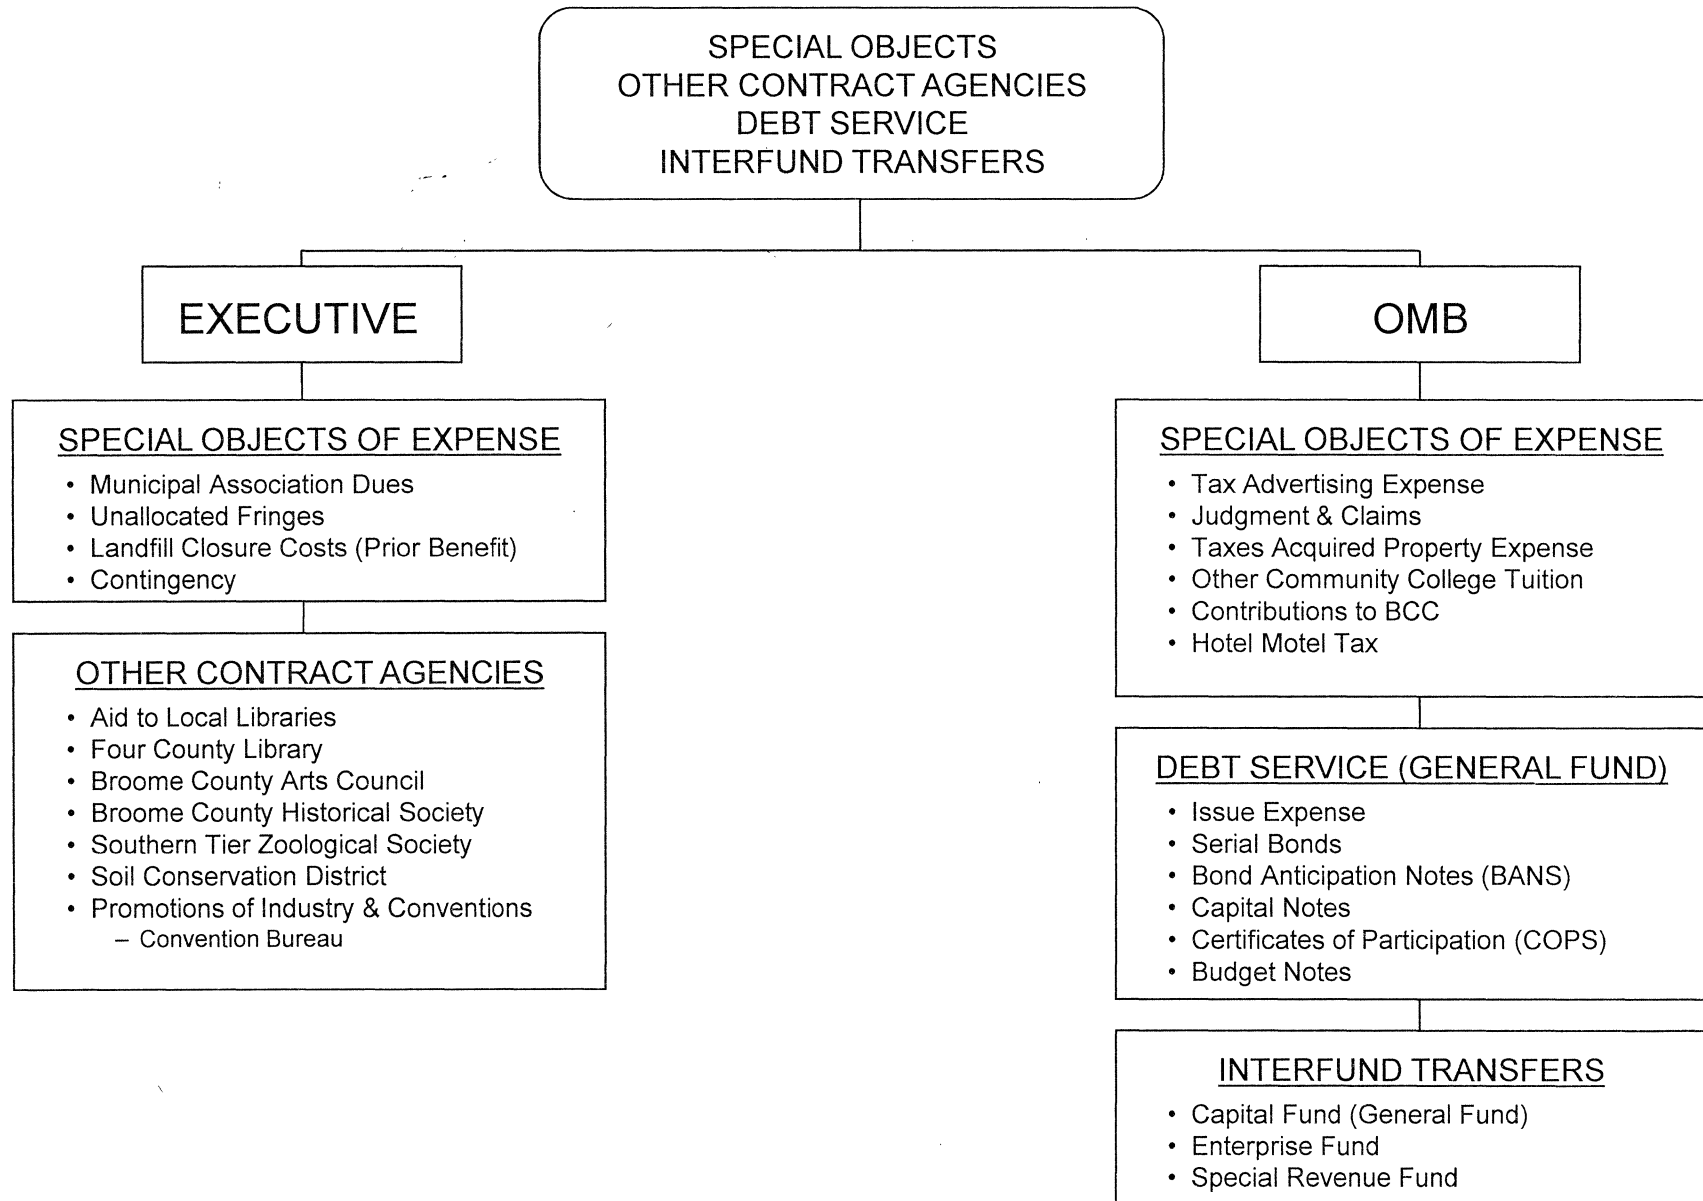 SPECIAL OBJECTS
OTHER CONTRACT AGENCIES
DEBT SERVICE
INTERFUND TRANSFERS
EXECUTIVE
SPECIAL OBJECTS OF EXPENSE
• Municipal Association Dues
• Unallocated Fringes
• Landfill Closure Costs (Prior Benefit)
• Contingency
OTHER CONTRACT AGENCIES
• Aid to Local Libraries
• Four County Library
• Broome County Arts Council
• Broome County Historical Society
• Southern Tier Zoological Society
• Soil Conservation District
• Promotions of Industry & Conventions
– Convention Bureau
OMB
SPECIAL OBJECTS OF EXPENSE
• Tax Advertising Expense
• Judgment & Claims
• Taxes Acquired Property Expense
• Other Community College Tuition
• Contributions to BCC
• Hotel Motel Tax
DEBT SERVICE (GENERAL FUND)
• Issue Expense
• Serial Bonds
• Bond Anticipation Notes (BANS)
• Capital Notes
• Certificates of Participation (COPS)
• Budget Notes
INTERFUND TRANSFERS
• Capital Fund (General Fund)
• Enterprise Fund
• Special Revenue Fund